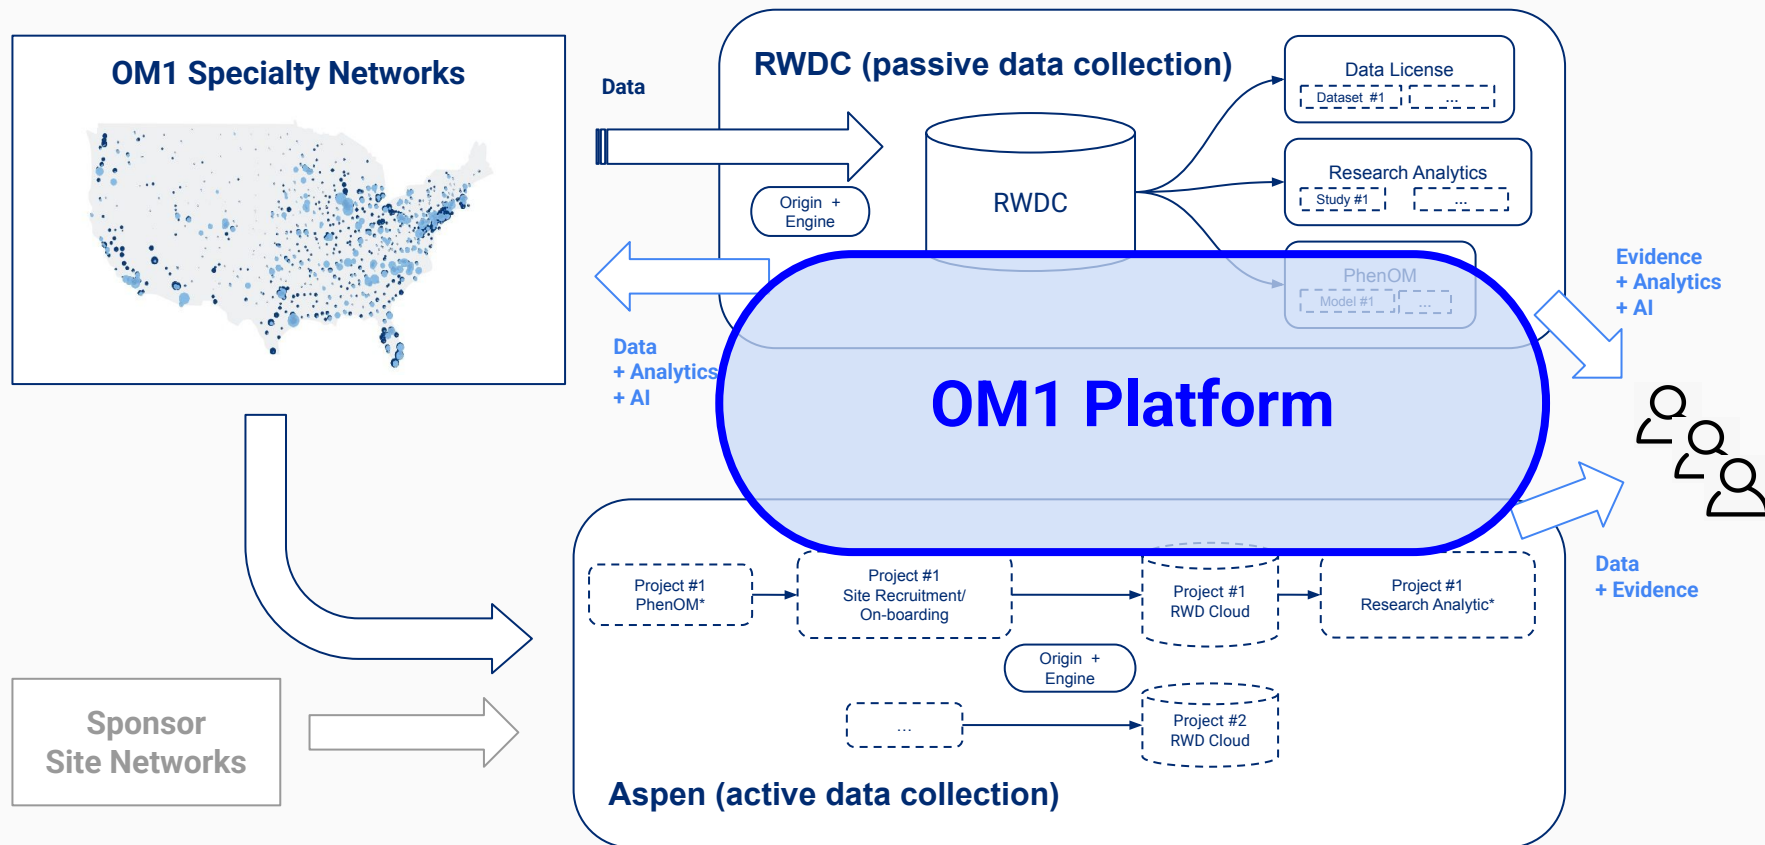 OM1 Specialty Networks
Data
RWDC (passive data collection)
Data License
Dataset #1
...
Research Analytics
Study #1
...
PhenOM
Model #1
...
RWDC
Origin +
Engine
Data
+ Analytics
+ AI
Evidence
+ Analytics
+ AI
OM1 Platform
Data
+ Evidence
Project #1
PhenOM*
Project #1
Site Recruitment/
On-boarding
Project #1
RWD Cloud
Project #1
Research Analytic*
Origin +
Engine
...
Project #2
RWD Cloud
Sponsor
Site Networks
Aspen (active data collection)